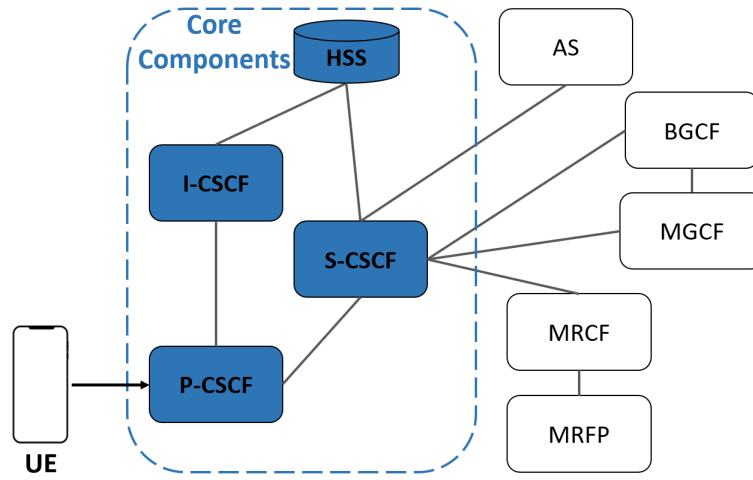 Core
Components
HSS
AS
BGCF
I-CSCF
MGCF
S-CSCF
MRCF
P-CSCF
MRFP
UE